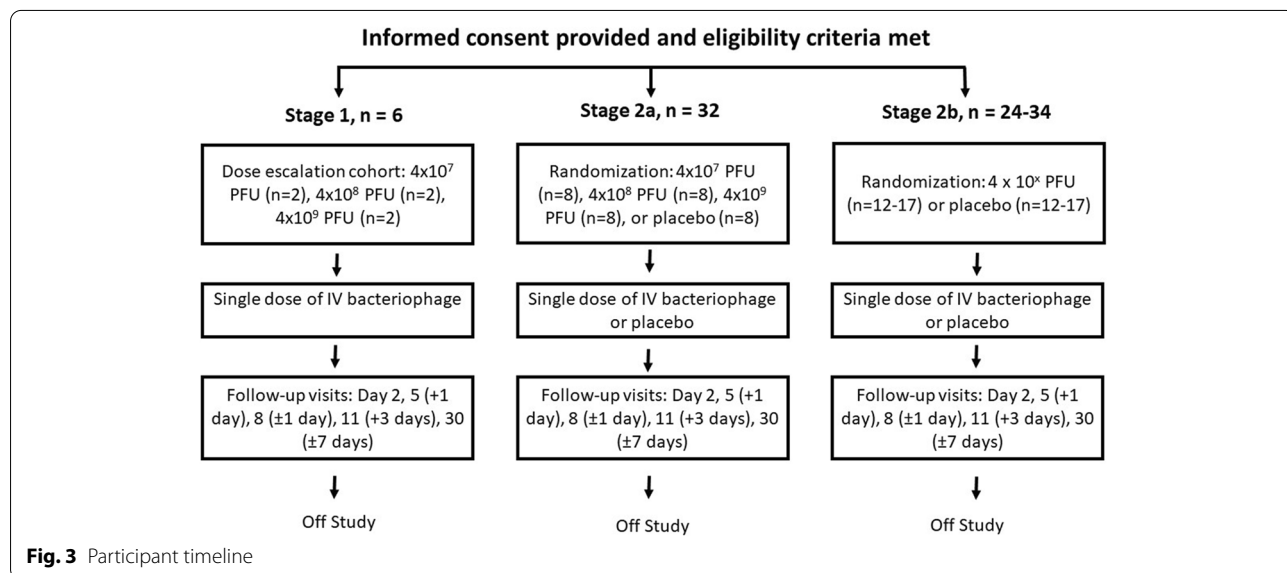 Informed consent provided and eligibility criteria met
Stage 1, n = 6
Dose escalation cohort: 4x10⁷
PFU (n=2), 4x10⁸ PFU (n=2),
4x10⁹ PFU (n=2)
Single dose of IV bacteriophage
Follow-up visits: Day 2, 5 (+1
day), 8 (±1 day), 11 (+3 days), 30
(±7 days)
Off Study
Stage 2a, n = 32
Randomization: 4x10⁷ PFU
(n=8), 4x10⁸ PFU (n=8), 4x10⁹
PFU (n=8), or placebo (n=8)
Single dose of IV bacteriophage
or placebo
Follow-up visits: Day 2, 5 (+1
day), 8 (±1 day), 11 (+3 days), 30
(±7 days)
Off Study
Stage 2b, n = 24-34
Randomization: 4 x 10ˣ PFU
(n=12-17) or placebo (n=12-17)
Single dose of IV bacteriophage
or placebo
Follow-up visits: Day 2, 5 (+1
day), 8 (±1 day), 11 (+3 days), 30
(±7 days)
Off Study
Fig. 3 Participant timeline